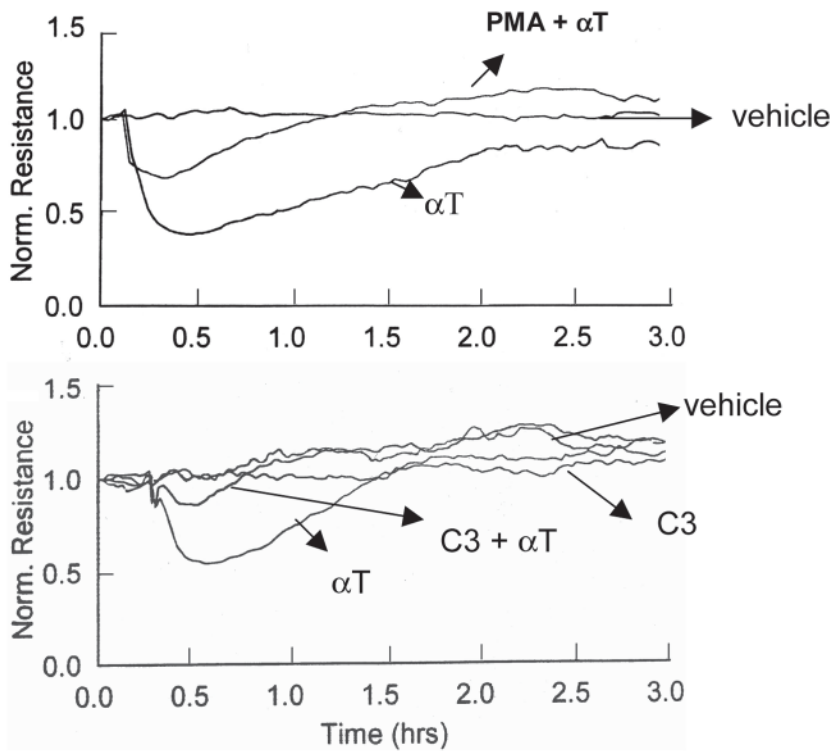 Norm. Resistance
1.5
1.0
0.5
0.0
PMA + αT
vehicle
αT
0.0 0.5 1.0 1.5 2.0 2.5 3.0
Norm. Resistance
1.5
1.0
0.5
0.0
vehicle
C3
C3 + αT
αT
0.0 0.5 1.0 1.5 2.0 2.5 3.0
Time (hrs)